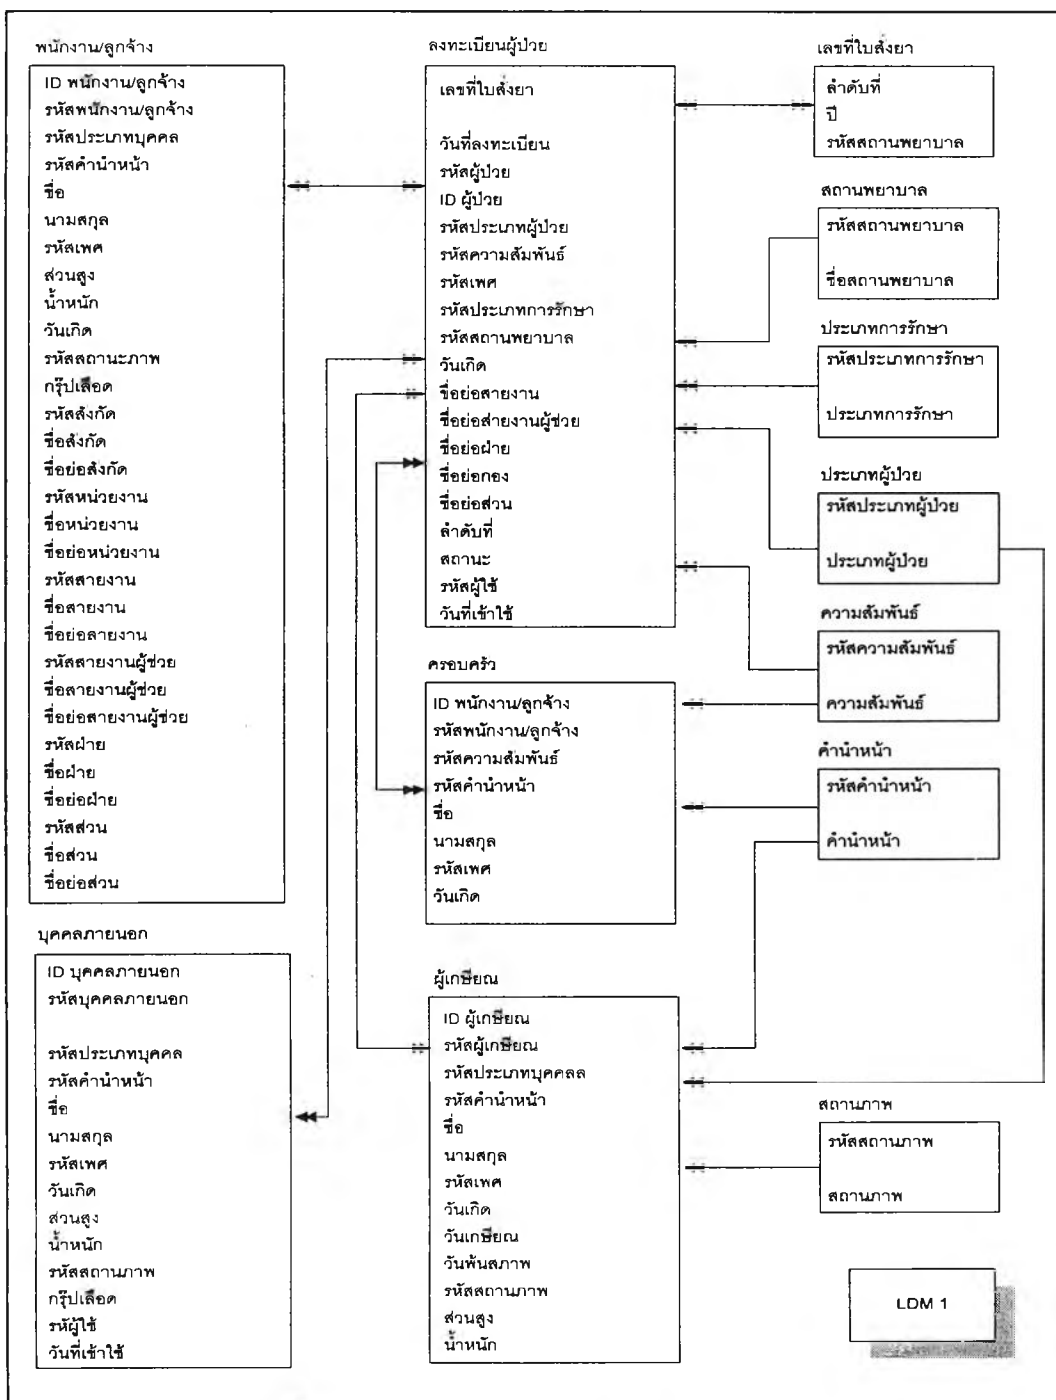 พนักงาน/ลูกจ้าง
ID พนักงาน/ลูกจ้าง
รหัสพนักงาน/ลูกจ้าง
รหัสประเภทบุคคล
รหัสคำนำหน้า
ชื่อ
นามสกุล
รหัสเพศ
ส่วนสูง
น้ำหนัก
วันเกิด
รหัสสถานะภาพ
กรุ๊ปเลือด
รหัสสังกัด
ชื่อสังกัด
ชื่อย่อสังกัด
รหัสหน่วยงาน
ชื่อหน่วยงาน
ชื่อย่อหน่วยงาน
รหัสสายงาน
ชื่อสายงาน
ชื่อย่อสายงาน
รหัสสายงานผู้ช่วย
ชื่อสายงานผู้ช่วย
ชื่อย่อสายงานผู้ช่วย
รหัสฝ่าย
ชื่อฝ่าย
ชื่อย่อฝ่าย
รหัสส่วน
ชื่อส่วน
ชื่อย่อส่วน
บุคคลภายนอก
ID บุคคลภายนอก
รหัสบุคคลภายนอก
รหัสประเภทบุคคล
รหัสคำนำหน้า
ชื่อ
นามสกุล
รหัสเพศ
วันเกิด
ส่วนสูง
น้ำหนัก
รหัสสถานภาพ
กรุ๊ปเลือด
รหัผู้ใช้
วันที่เข้าใช้
ลงทะเบียนผู้ป่วย
เลขที่ใบสั่งยา
วันที่ลงทะเบียน
รหัสผู้ป่วย
ID ผู้ป่วย
รหัสประเภทผู้ป่วย
รหัสความสัมพันธ์
รหัสเพศ
รหัสประเภทการรักษา
รหัสสถานพยาบาล
วันเกิด
ชื่อย่อสายงาน
ชื่อย่อส่ายงานผู้ช่วย
ชื่อย่อฝ่าย
ชื่อย่อกอง
ชื่อย่อส่วน
ลำดับที่
สถานะ
รหัสผู้ใช้
วันที่เข้าใช้
ครอบครัว
ID พนักงาน/ลูกจ้าง
รหัสพนักงาน/ลูกจ้าง
รหัสความสัมพันธ์
รหัสคำนำหน้า
ชื่อ
นามสกุล
รหัสเพศ
วันเกิด
ผู้เกษียณ
ID ผู้เกษียณ
รหัสผู้เกษียณ
รหัสประเภทบุคคลล
รหัสคำนำหน้า
ชื่อ
นามสกุล
รหัสเพศ
วันเกิด
วันเกษียณ
วันพ้นสภาพ
รหัสสถานภาพ
ส่วนสูง
น้ำหนัก
เลขที่ใบสั่งยา
ลำดับที่
ปี
รหัสสถานพยาบาล
สถานพยาบาล
รหัสสถานพยาบาล
ชื่อสถานพยาบาล
ประเภทการรักษา
รหัสประเภทการรักษา
ประเภทการรักษา
ประเภทผู้ป่วย
รหัสประเภทผู้ป่วย
ประเภทผู้ป่วย
ความสัมพันธ์
รหัสความสัมพันธ์
ความสัมพันธ์
คำนำหน้า
รหัสคำนำหน้า
คำนำหน้า
สถานภาพ
รหัสสถานภาพ
สถานภาพ
LDM 1